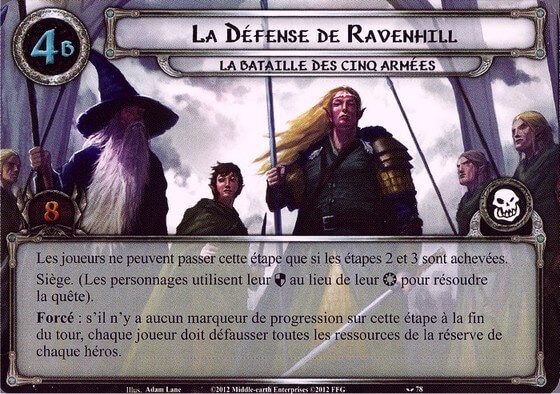 4B
LA DÉFENSE DE RAVENHILL
LA BATAILLE DES CINQ ARMÉES
8
Les joueurs ne peuvent passer cette étape que si les étapes 2 et 3 sont achevées.
Siège. (Les personnages utilisent leur au lieu de leur pour résoudre
la quête).
Forcé : s'il n'y a aucun marqueur de progression sur cette étape à la fin
du tour, chaque joueur doit défausser toutes les ressources de la réserve de
chaque héros.
Illus. Adam Lane ©2012 Middle-earth Enterprises ©2012 FFG 78